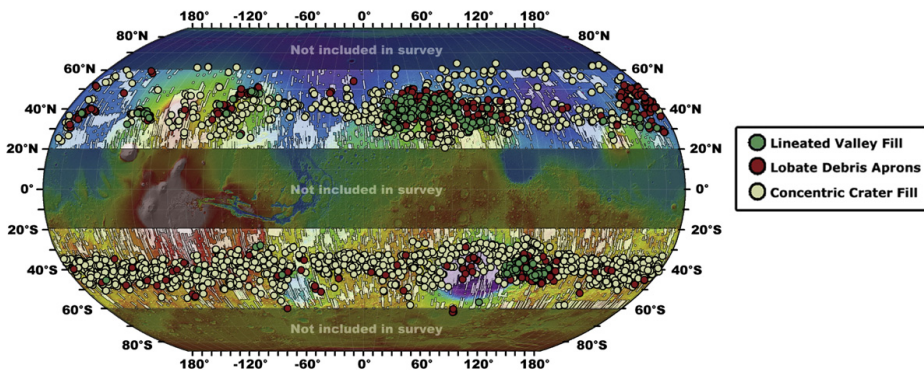 180° -120° -60° 0° 60° 120° 180°
80°N 80°N
Not included in survey
60°N 60°N
40°N 40°N
20°N 20°N
0° Not included in survey 0°
20°S 20°S
40°S 40°S
60°S 60°S
Not included in survey
80°S 80°S
180° -120° -60° 0° 60° 120° 180°
Lineated Valley Fill
Lobate Debris Aprons
Concentric Crater Fill